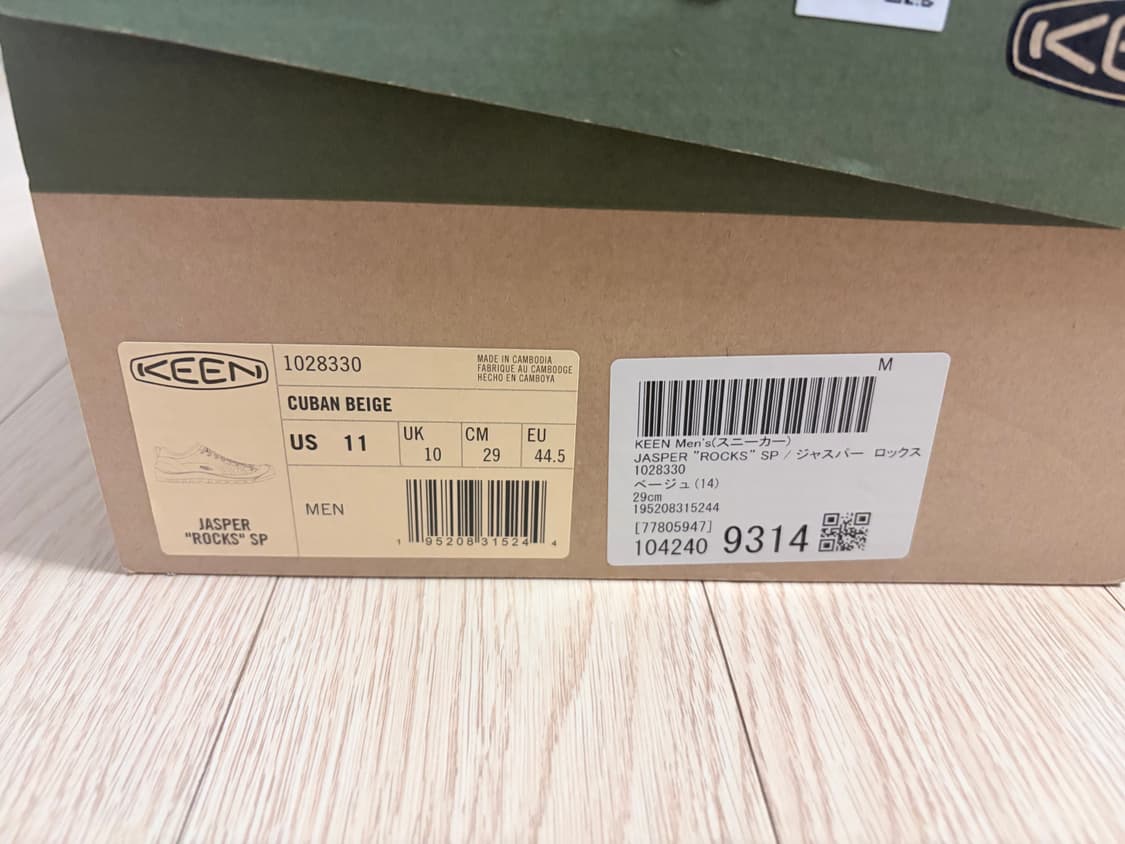 KEEN
1028330
MADE IN CAMBODIA
FABRIQUE AU CAMBODGE
HECHO EN CAMBOYA
CUBAN BEIGE
US 11
UK 10
CM 29
EU 44.5
MEN
JASPER
"ROCKS" SP
1 95208 31524 4
M
KEEN Men's(スニーカー)
JASPER "ROCKS" SP / ジャスパー ロックス
1028330
ベージュ(14)
29cm
195208315244
[77805947]
104240 9314